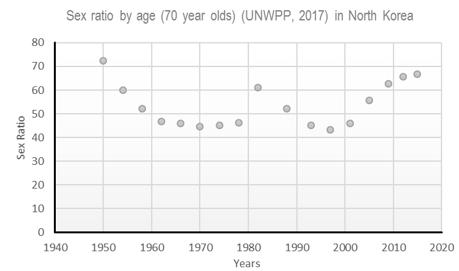 Sex ratio by age (70 year olds) (UNWPP, 2017) in North Korea
80
70
60
50
40
30
20
10
0
Sex Ratio
1940 1950 1960 1970 1980 1990 2000 2010 2020
Years